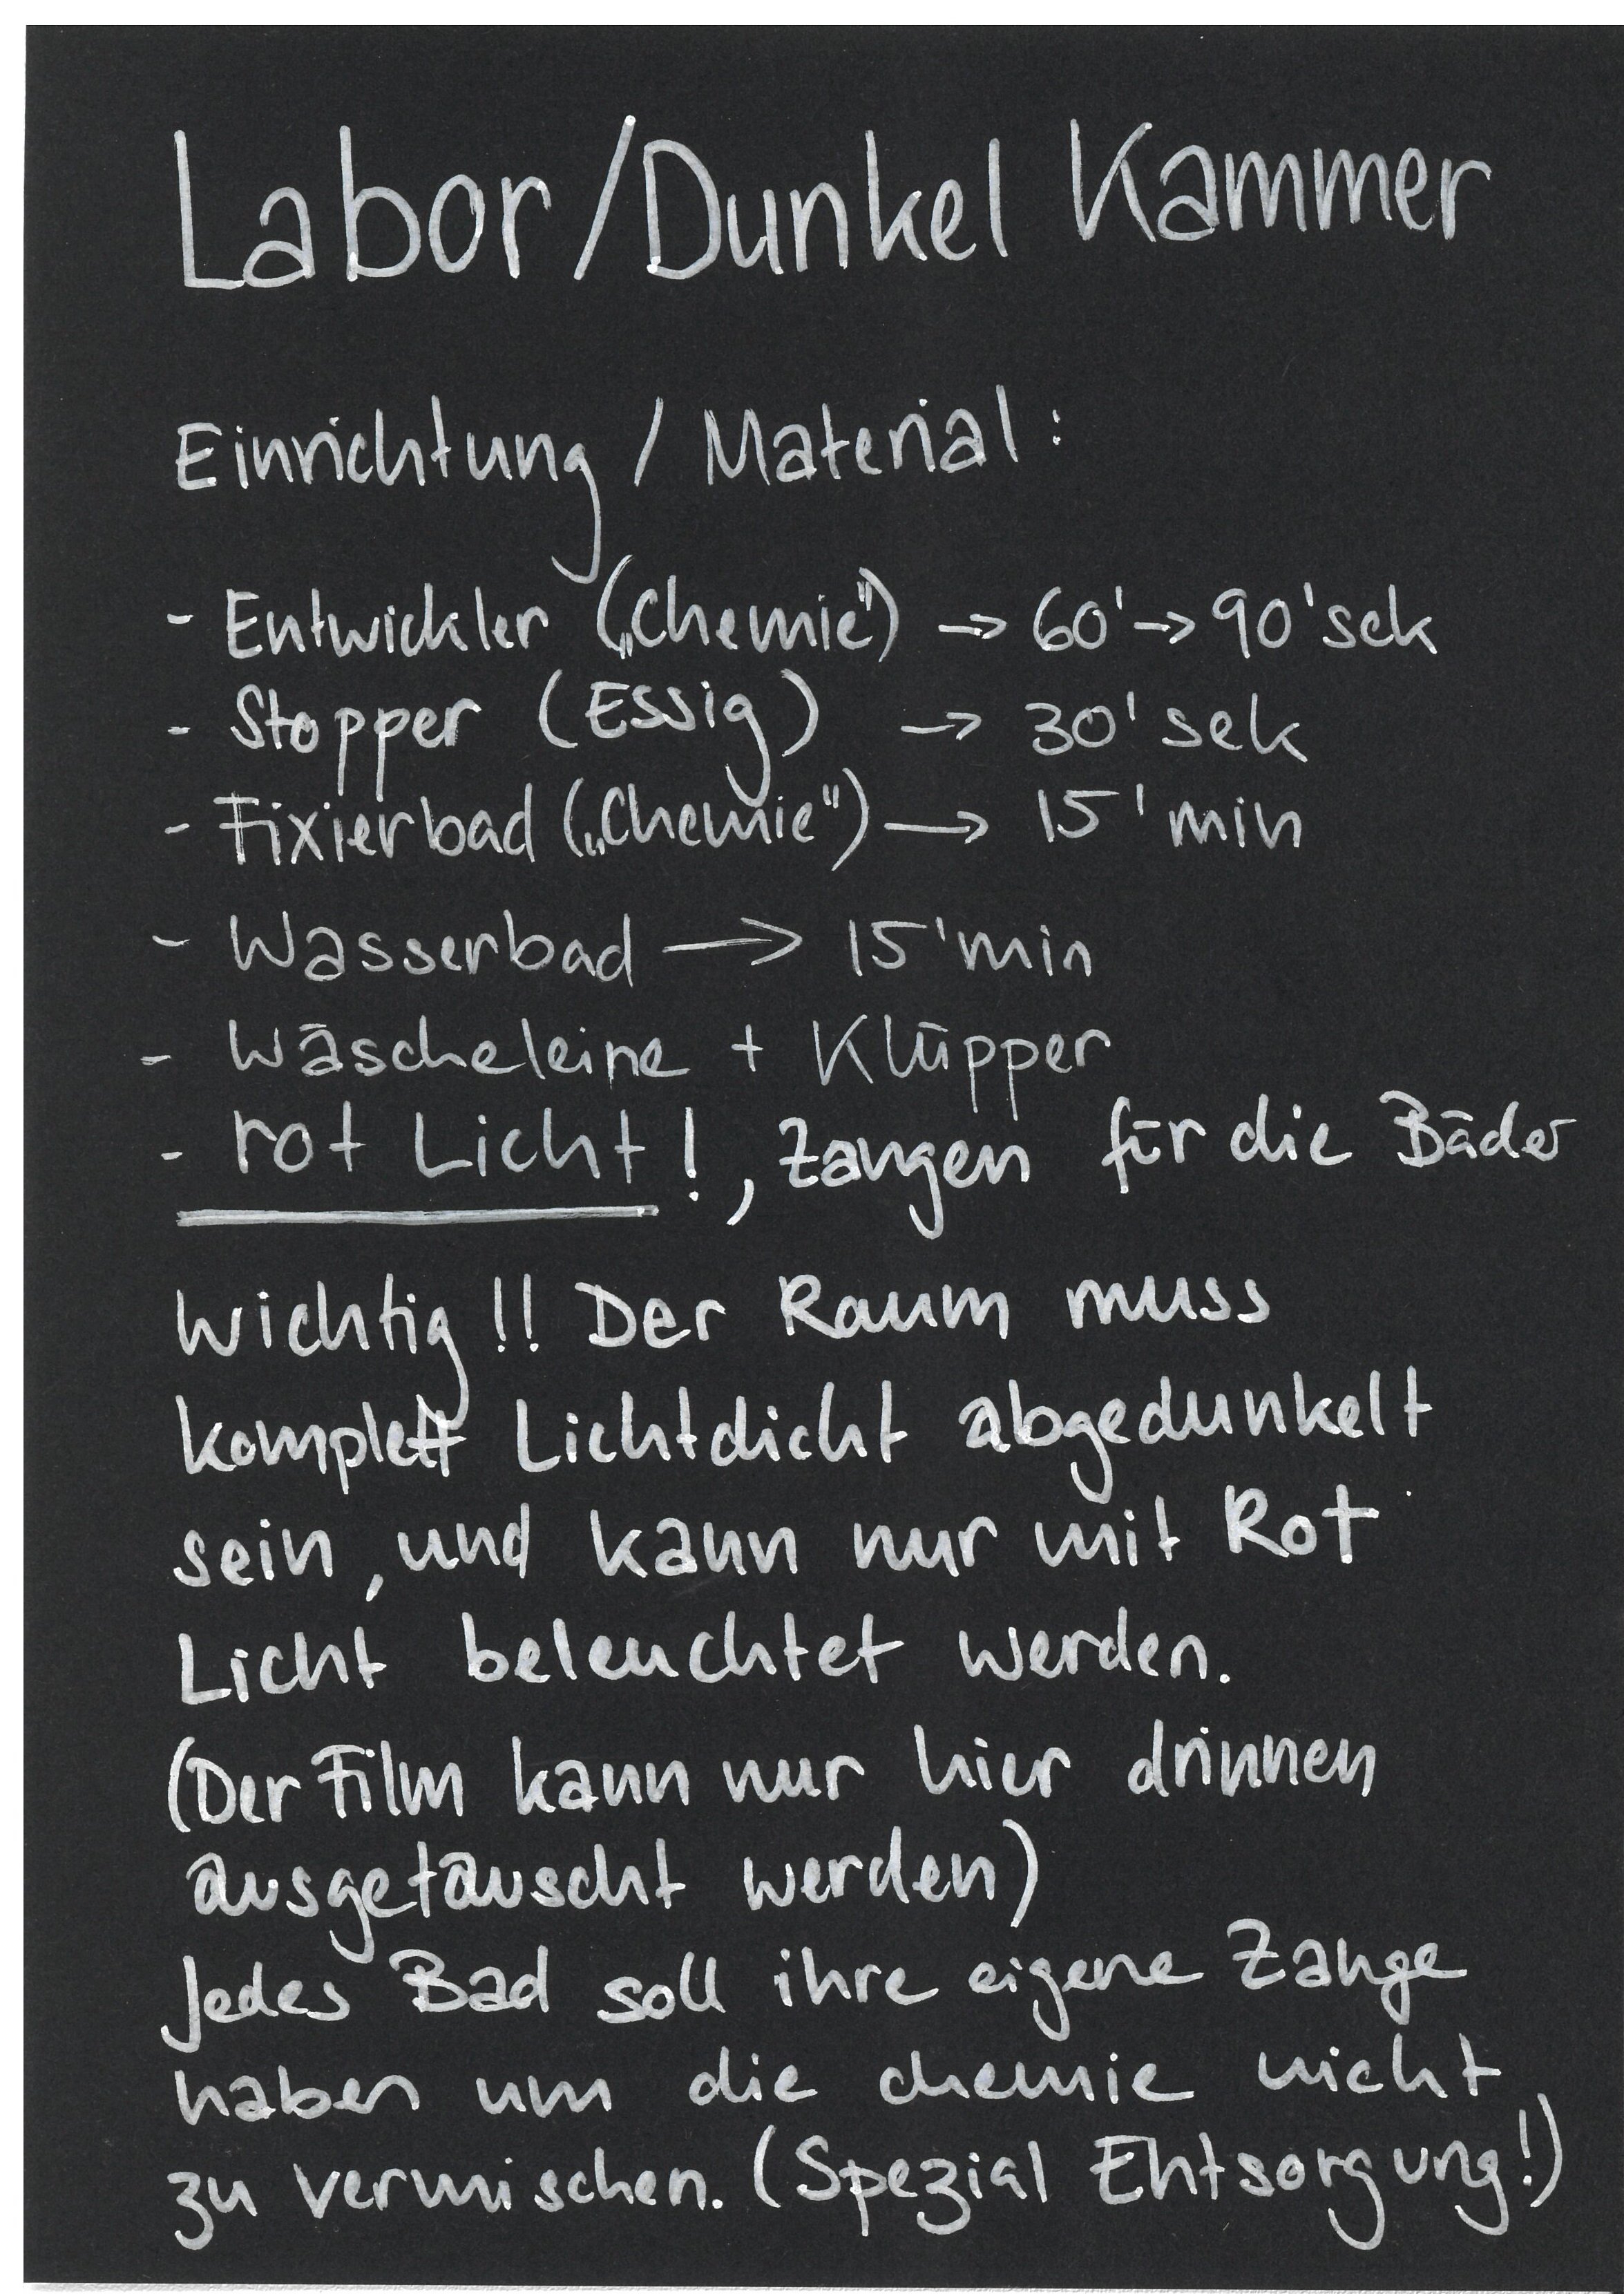 Labor/Dunkel Kammer
Einrichtung / Material:
- Entwickler („Chemie") → 60' → 90'sek
- Stopper (Essig) → 30'sek
- Fixierbad („Chemie") → 15'min
- Wasserbad → 15'min
- Wäscheleine + Klüpper
- rot Licht!, Zangen für die Bäder
Wichtig!! Der Raum muss
komplett Lichtdicht abgedunkelt
sein, und kann nur mit Rot
Licht beleuchtet werden.
(Der Film kann nur hier drinnen
ausgetauscht werden)
Jedes Bad soll ihre eigene Zange
haben um die chemie nicht
zu vermischen. (Spezial Entsorgung!)